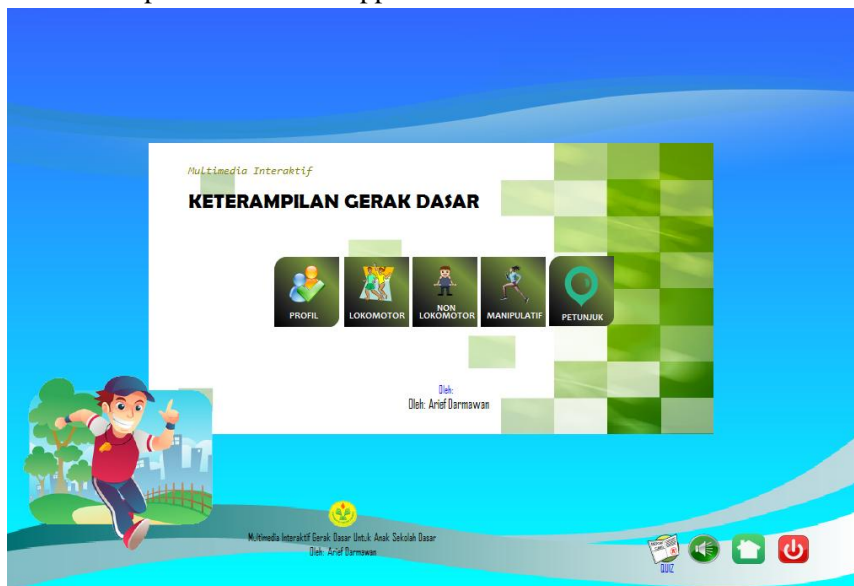 Multimedia Interaktif
KETERAMPILAN GERAK DASAR
PROFIL
LOKOMOTOR
NON
LOKOMOTOR
MANIPULATIF
PETUNJUK
Oleh:
Oleh: Arief Darmawan
Multimedia Interaktif Gerak Dasar Untuk Anak Sekolah Dasar
Oleh: Arief Darmawan
QUIZ